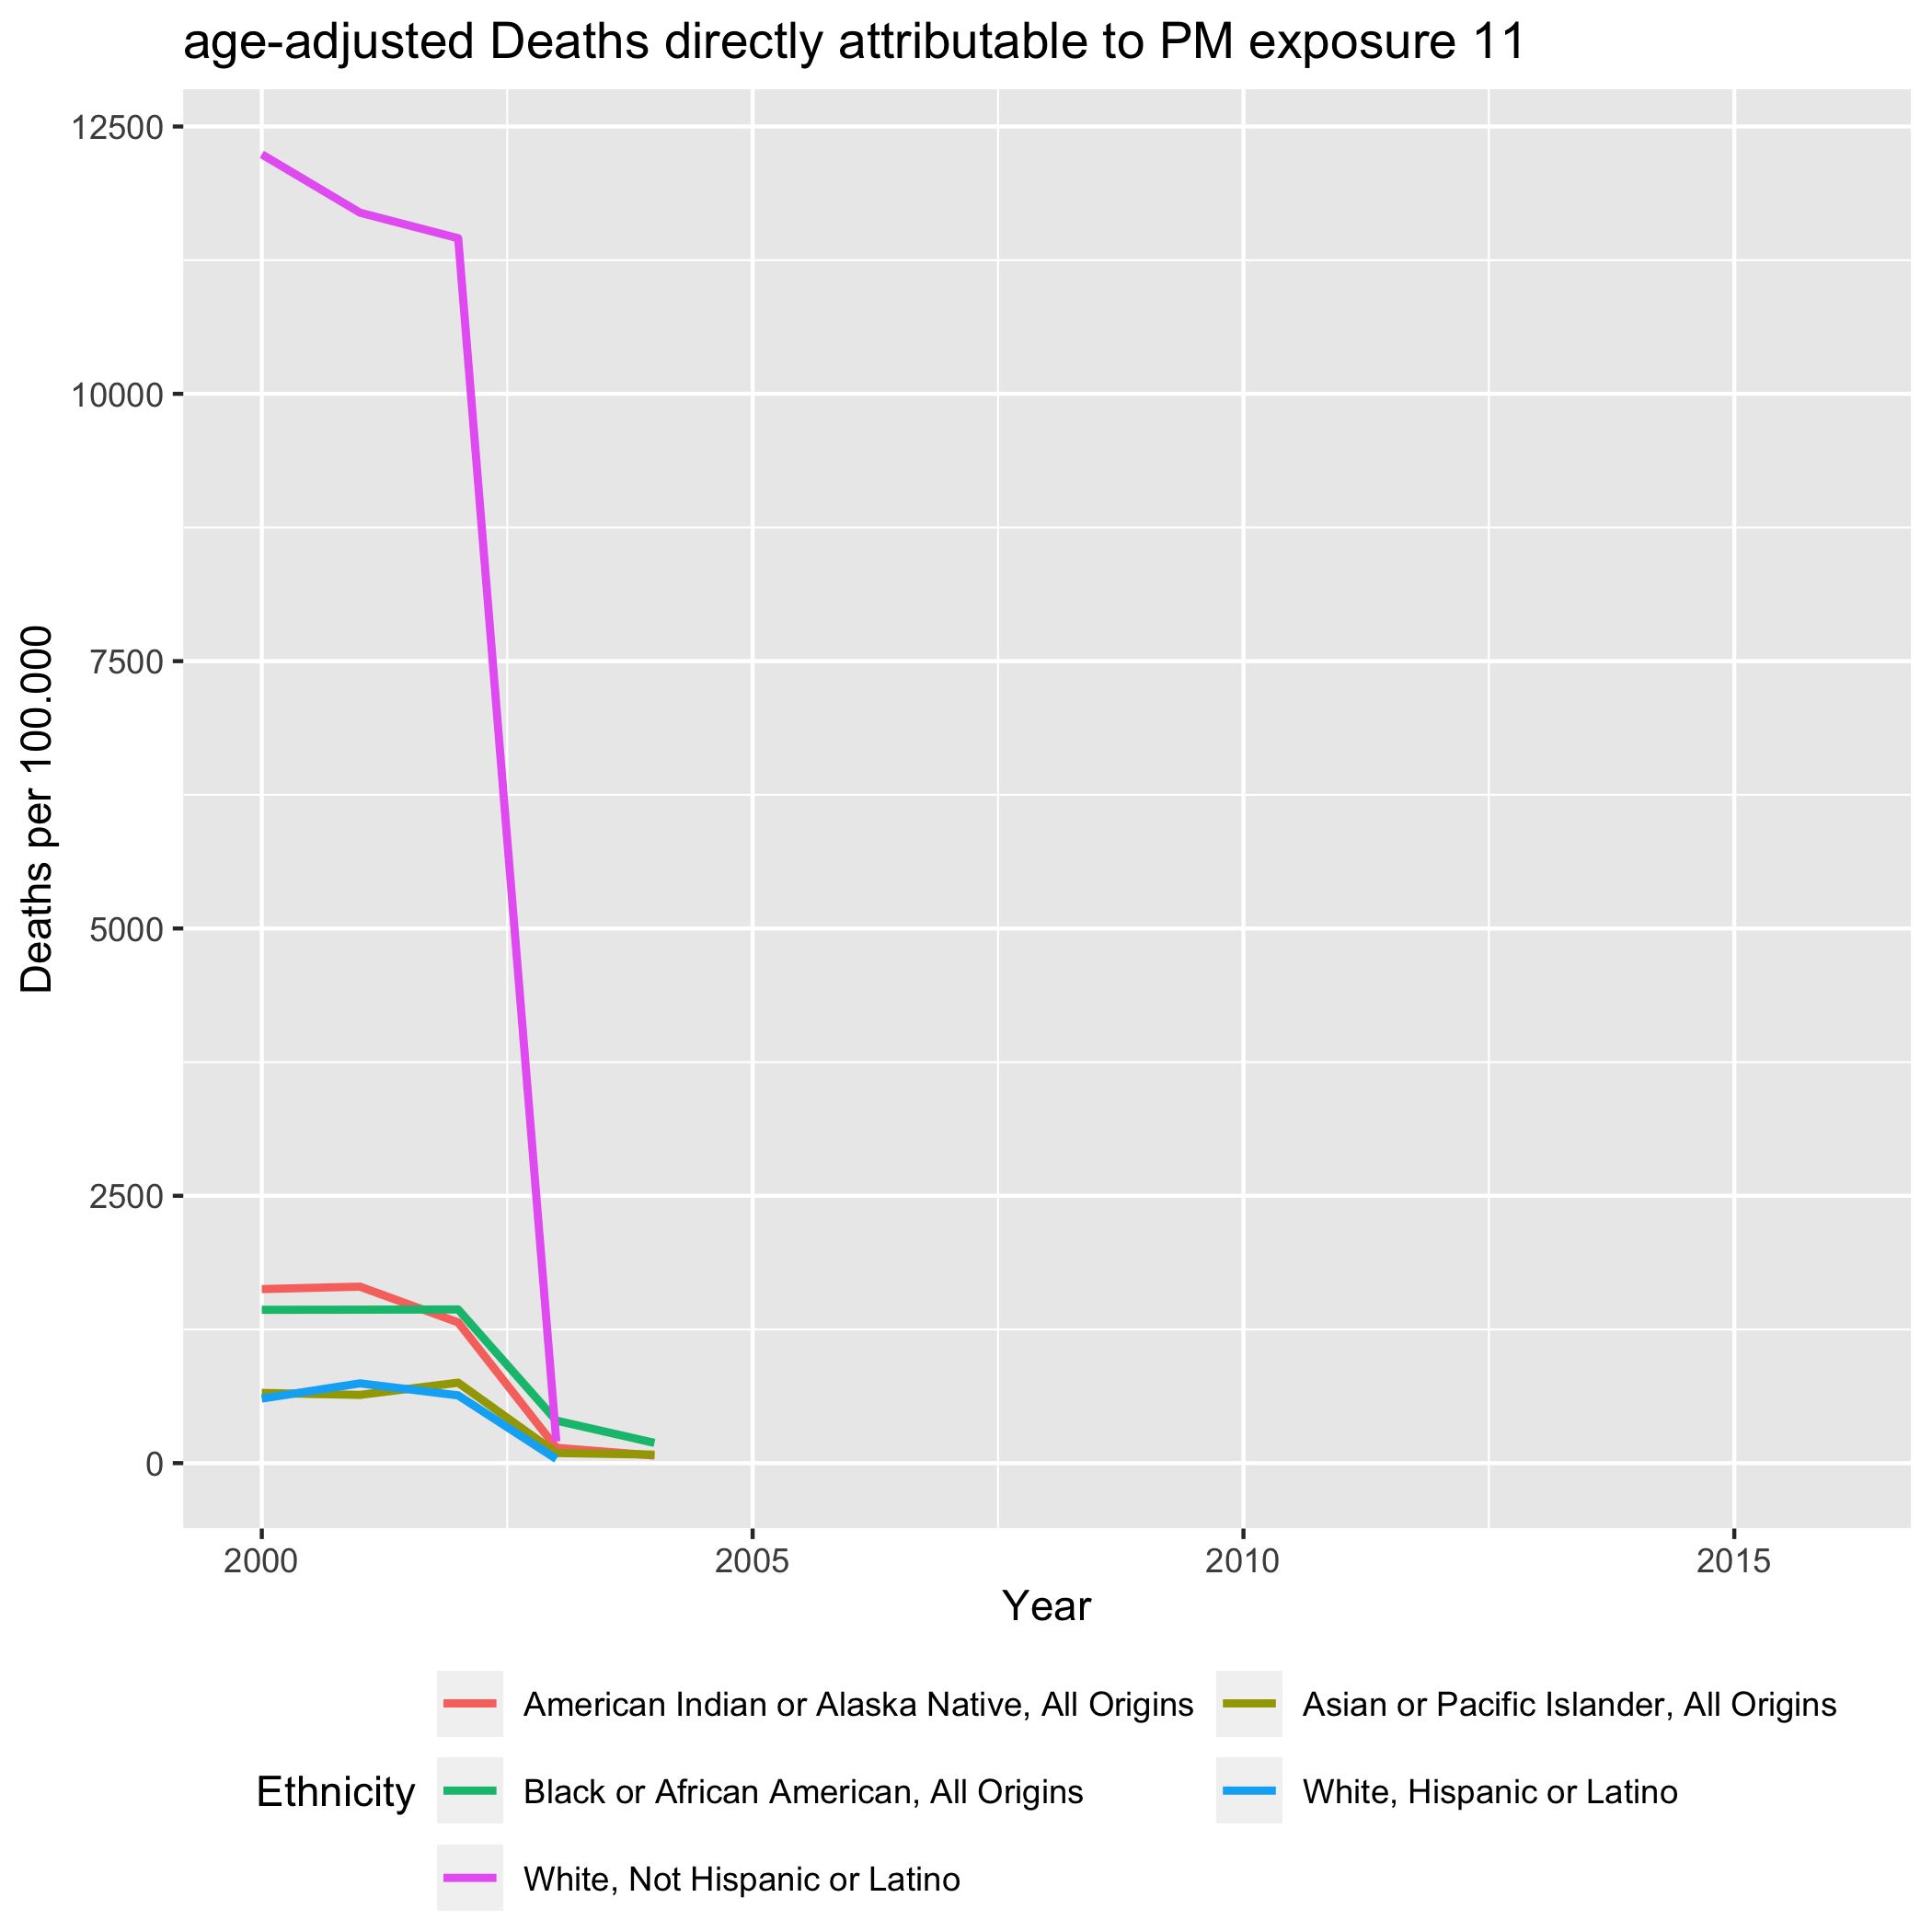 age-adjusted Deaths directly attributable to PM exposure 11
12500
10000
7500
5000
2500
0
Deaths per 100.000
2000 2005 2010 2015
Year
Ethnicity
American Indian or Alaska Native, All Origins
Asian or Pacific Islander, All Origins
Black or African American, All Origins
White, Hispanic or Latino
White, Not Hispanic or Latino